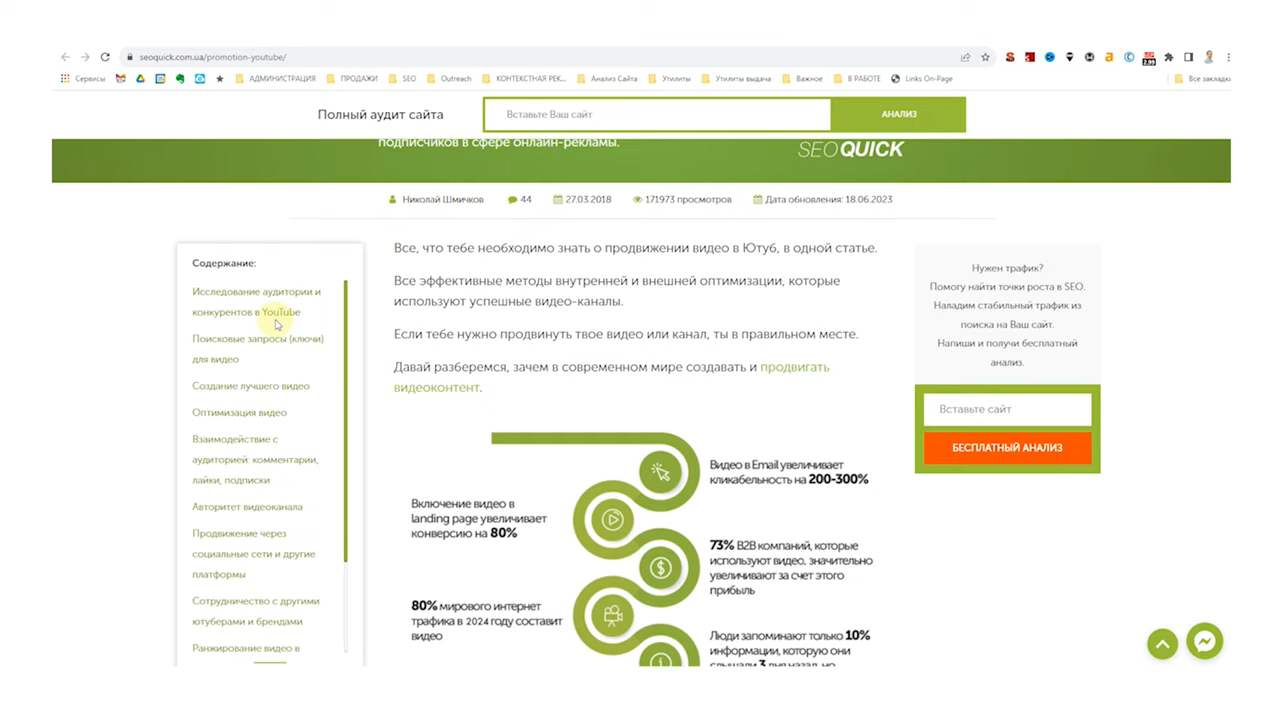 seoquick.com.ua/promotion-youtube/
Сервисы
АДМИНИСТРАЦИЯ
ПРОДАЖИ
SEO
Outreach
КОНТЕКСТНАЯ РЕК...
Анализ Сайта
Утилиты
Утилиты выдача
Важное
В РАБОТЕ
Links On-Page
Все закладки
Полный аудит сайта
Вставьте Ваш сайт
АНАЛИЗ
подписчиков в сфере онлайн-рекламы.
SEOQUICK
Николай Шмичков
44
27.03.2018
171973 просмотров
Дата обновления: 18.06.2023
Содержание:
Исследование аудитории и
конкурентов в YouTube
Поисковые запросы (ключи)
для видео
Создание лучшего видео
Оптимизация видео
Взаимодействие с
аудиторией: комментарии,
лайки, подписки
Авторитет видеоканала
Продвижение через
социальные сети и другие
платформы
Сотрудничество с другими
ютуберами и брендами
Ранжирование видео в
Все, что тебе необходимо знать о продвижении видео в Ютуб, в одной статье.
Все эффективные методы внутренней и внешней оптимизации, которые
используют успешные видео-каналы.
Если тебе нужно продвинуть твое видео или канал, ты в правильном месте.
Давай разберемся, зачем в современном мире создавать и продвигать
видеоконтент.
Видео в Email увеличивает
кликабельность на 200-300%
Включение видео в
landing page увеличивает
конверсию на 80%
73% B2B компаний, которые
используют видео, значительно
увеличивают за счет этого
прибыль
80% мирового интернет
трафика в 2024 году составит
видео
Люди запоминают только 10%
информации, которую они
слышали 3 дня назад, но
Нужен трафик?
Помогу найти точки роста в SEO.
Наладим стабильный трафик из
поиска на Ваш сайт.
Напиши и получи бесплатный
анализ.
Вставьте сайт
БЕСПЛАТНЫЙ АНАЛИЗ